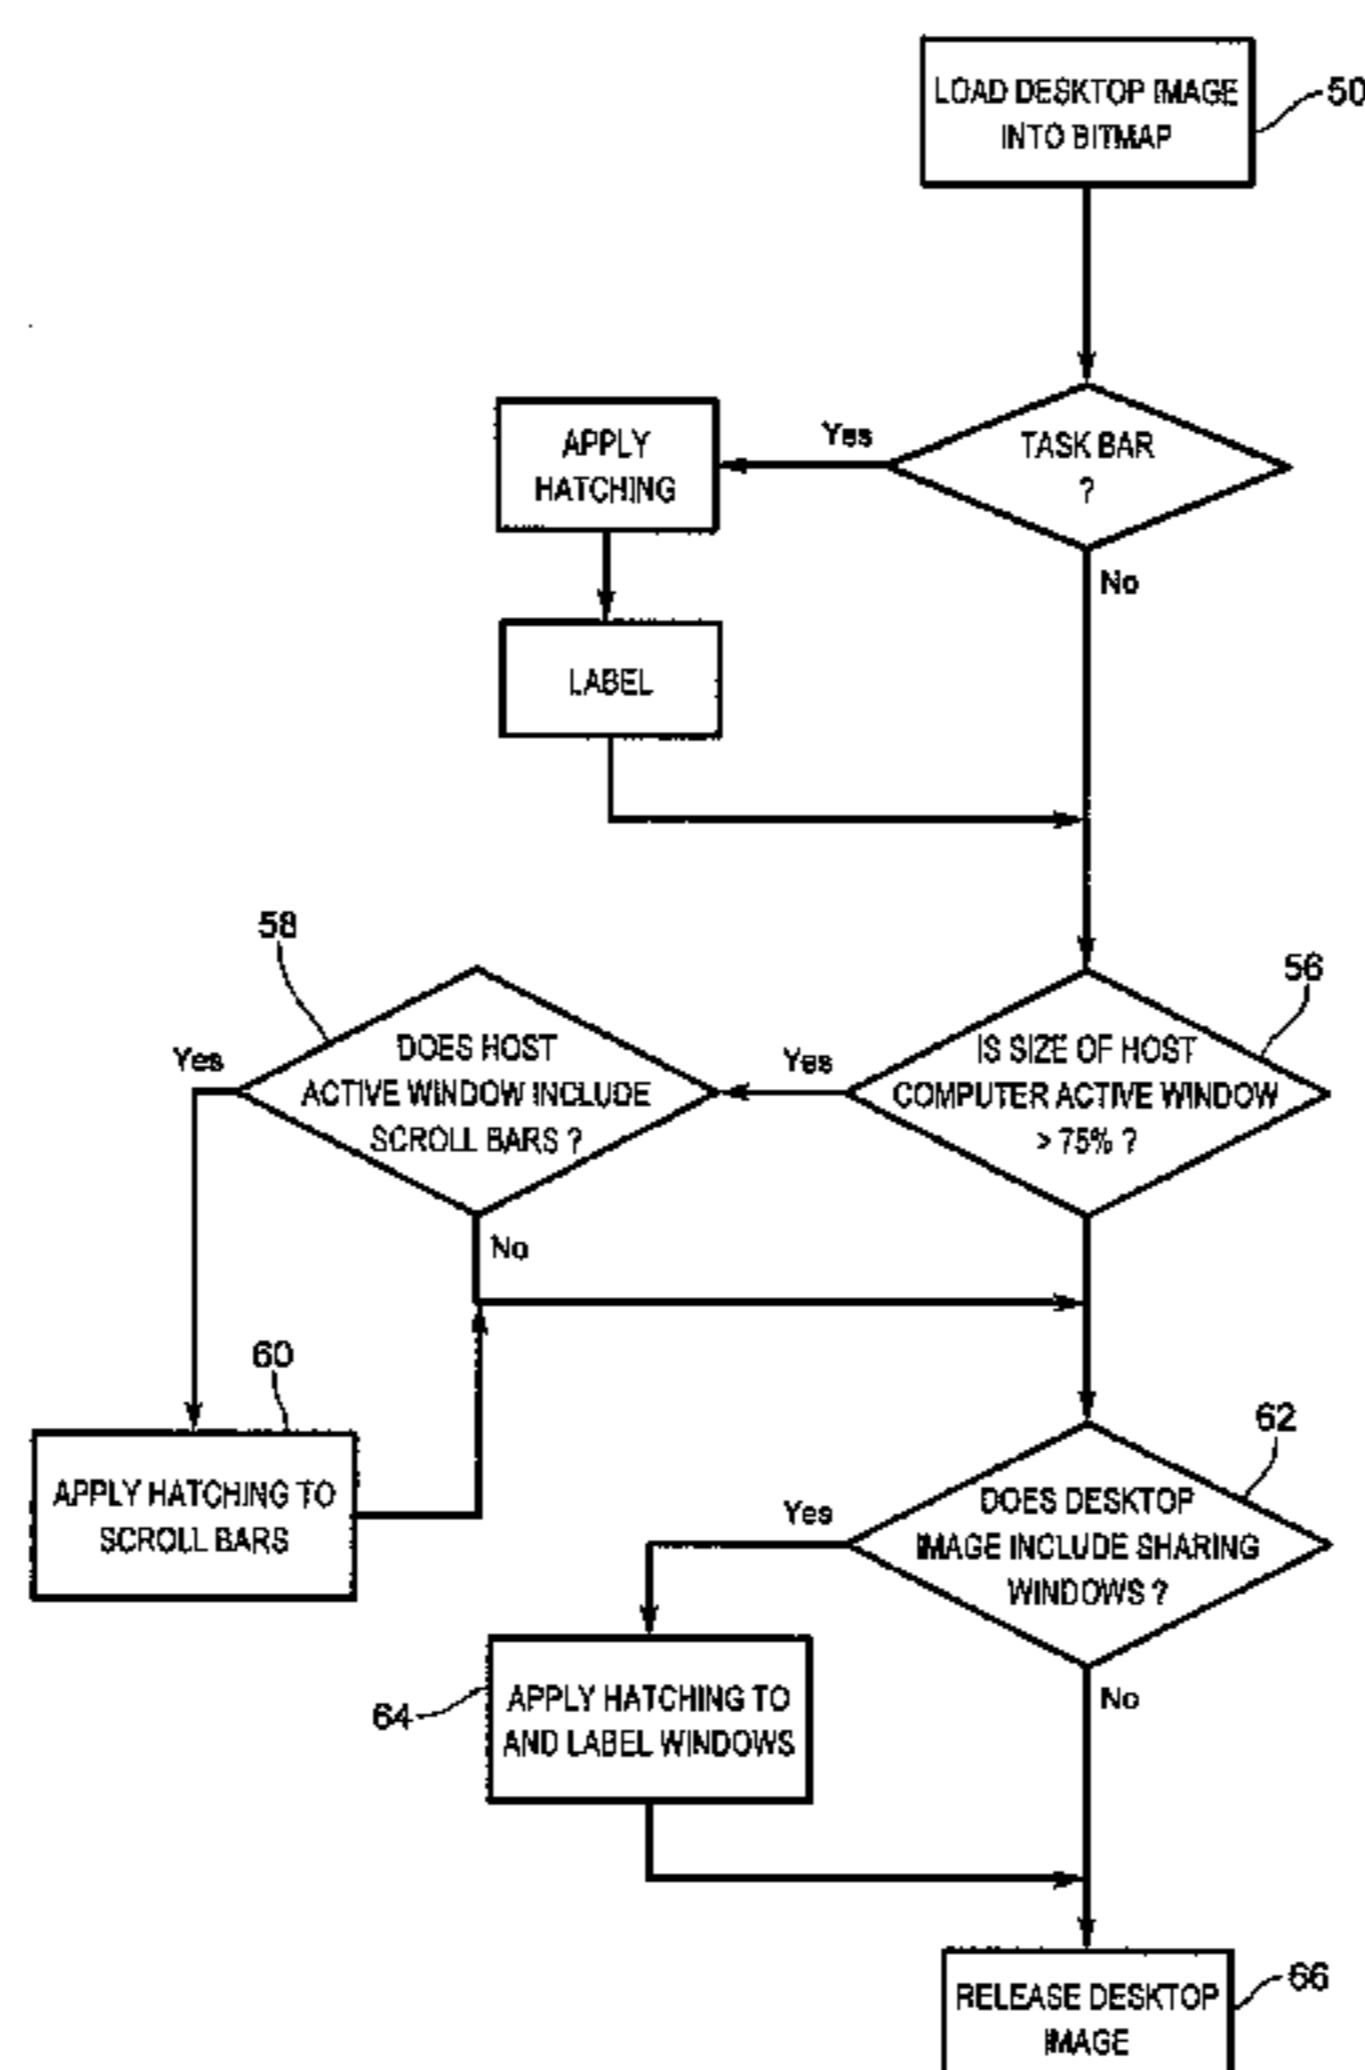 LOAD DESKTOP IMAGE
INTO BITMAP
50
TASK BAR
?
Yes
No
APPLY
HATCHING
LABEL
58
56
DOES HOST
ACTIVE WINDOW INCLUDE
SCROLL BARS ?
Yes
No
IS SIZE OF HOST
COMPUTER ACTIVE WINDOW
> 75% ?
Yes
60
APPLY HATCHING TO
SCROLL BARS
62
DOES DESKTOP
IMAGE INCLUDE SHARING
WINDOWS ?
Yes
No
64
APPLY HATCHING TO
AND LABEL WINDOWS
RELEASE DESKTOP
IMAGE
66